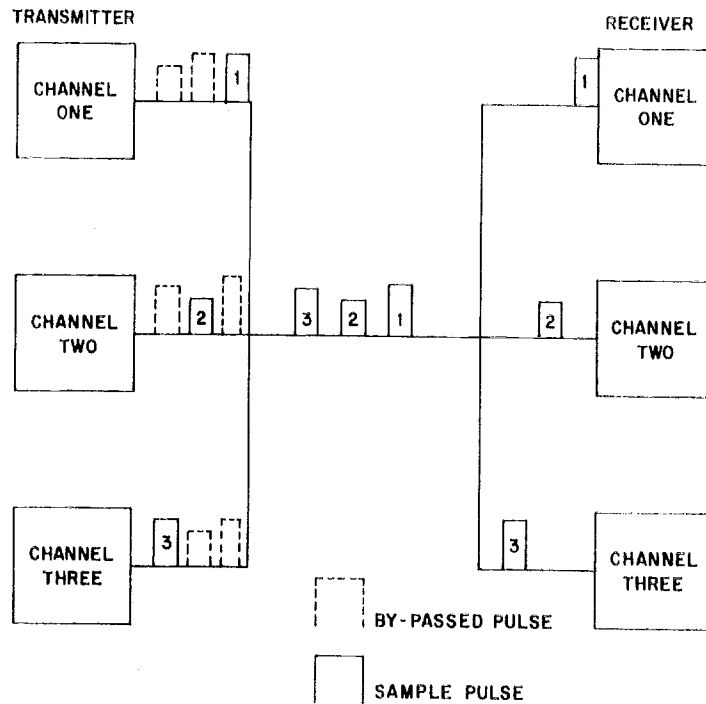 TRANSMITTER
RECEIVER
CHANNEL
ONE
1
1
CHANNEL
ONE
CHANNEL
TWO
2
3
2
1
2
CHANNEL
TWO
CHANNEL
THREE
3
3
CHANNEL
THREE
BY-PASSED PULSE
SAMPLE PULSE